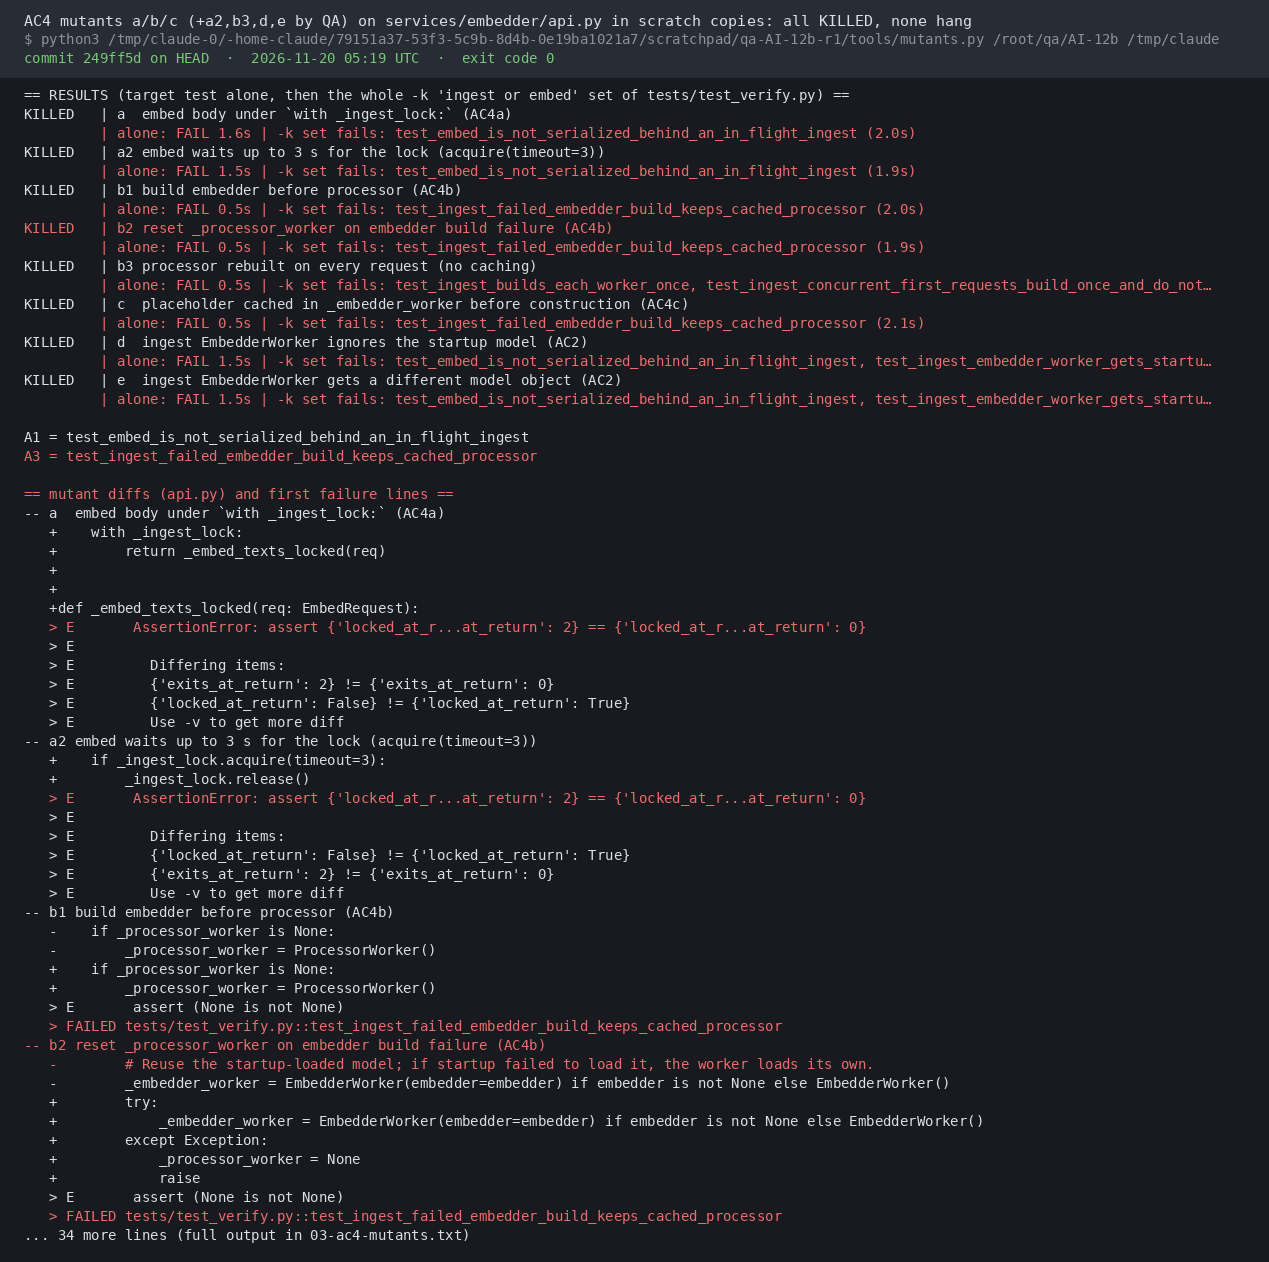 AC4 mutants a/b/c (+a2,b3,d,e by QA) on services/embedder/api.py in scratch copies: all KILLED, none hang
$ python3 /tmp/claude-0/-home-claude/79151a37-53f3-5c9b-8d4b-0e19ba1021a7/scratchpad/qa-AI-12b-r1/tools/mutants.py /root/qa/AI-12b /tmp/claude
commit 249ff5d on HEAD  ·  2026-11-20 05:19 UTC  ·  exit code 0
== RESULTS (target test alone, then the whole -k 'ingest or embed' set of tests/test_verify.py) ==
KILLED   | a  embed body under `with _ingest_lock:` (AC4a)
         | alone: FAIL 1.6s | -k set fails: test_embed_is_not_serialized_behind_an_in_flight_ingest (2.0s)
KILLED   | a2 embed waits up to 3 s for the lock (acquire(timeout=3))
         | alone: FAIL 1.5s | -k set fails: test_embed_is_not_serialized_behind_an_in_flight_ingest (1.9s)
KILLED   | b1 build embedder before processor (AC4b)
         | alone: FAIL 0.5s | -k set fails: test_ingest_failed_embedder_build_keeps_cached_processor (2.0s)
KILLED   | b2 reset _processor_worker on embedder build failure (AC4b)
         | alone: FAIL 0.5s | -k set fails: test_ingest_failed_embedder_build_keeps_cached_processor (1.9s)
KILLED   | b3 processor rebuilt on every request (no caching)
         | alone: FAIL 0.5s | -k set fails: test_ingest_builds_each_worker_once, test_ingest_concurrent_first_requests_build_once_and_do_not…
KILLED   | c  placeholder cached in _embedder_worker before construction (AC4c)
         | alone: FAIL 0.5s | -k set fails: test_ingest_failed_embedder_build_keeps_cached_processor (2.1s)
KILLED   | d  ingest EmbedderWorker ignores the startup model (AC2)
         | alone: FAIL 1.5s | -k set fails: test_embed_is_not_serialized_behind_an_in_flight_ingest, test_ingest_embedder_worker_gets_startu…
KILLED   | e  ingest EmbedderWorker gets a different model object (AC2)
         | alone: FAIL 1.5s | -k set fails: test_embed_is_not_serialized_behind_an_in_flight_ingest, test_ingest_embedder_worker_gets_startu…

A1 = test_embed_is_not_serialized_behind_an_in_flight_ingest
A3 = test_ingest_failed_embedder_build_keeps_cached_processor

== mutant diffs (api.py) and first failure lines ==
-- a  embed body under `with _ingest_lock:` (AC4a)
   +    with _ingest_lock:
   +        return _embed_texts_locked(req)
   +
   +
   +def _embed_texts_locked(req: EmbedRequest):
   > E       AssertionError: assert {'locked_at_r...at_return': 2} == {'locked_at_r...at_return': 0}
   > E
   > E         Differing items:
   > E         {'exits_at_return': 2} != {'exits_at_return': 0}
   > E         {'locked_at_return': False} != {'locked_at_return': True}
   > E         Use -v to get more diff
-- a2 embed waits up to 3 s for the lock (acquire(timeout=3))
   +    if _ingest_lock.acquire(timeout=3):
   +        _ingest_lock.release()
   > E       AssertionError: assert {'locked_at_r...at_return': 2} == {'locked_at_r...at_return': 0}
   > E
   > E         Differing items:
   > E         {'locked_at_return': False} != {'locked_at_return': True}
   > E         {'exits_at_return': 2} != {'exits_at_return': 0}
   > E         Use -v to get more diff
-- b1 build embedder before processor (AC4b)
   -    if _processor_worker is None:
   -        _processor_worker = ProcessorWorker()
   +    if _processor_worker is None:
   +        _processor_worker = ProcessorWorker()
   > E       assert (None is not None)
   > FAILED tests/test_verify.py::test_ingest_failed_embedder_build_keeps_cached_processor
-- b2 reset _processor_worker on embedder build failure (AC4b)
   -        # Reuse the startup-loaded model; if startup failed to load it, the worker loads its own.
   -        _embedder_worker = EmbedderWorker(embedder=embedder) if embedder is not None else EmbedderWorker()
   +        try:
   +            _embedder_worker = EmbedderWorker(embedder=embedder) if embedder is not None else EmbedderWorker()
   +        except Exception:
   +            _processor_worker = None
   +            raise
   > E       assert (None is not None)
   > FAILED tests/test_verify.py::test_ingest_failed_embedder_build_keeps_cached_processor
... 34 more lines (full output in 03-ac4-mutants.txt)